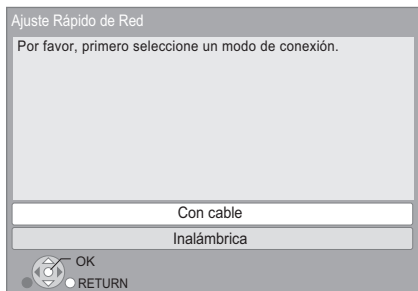 Ajuste Rápido de Red
Por favor, primero seleccione un modo de conexión.
Con cable
Inalámbrica
OK
RETURN